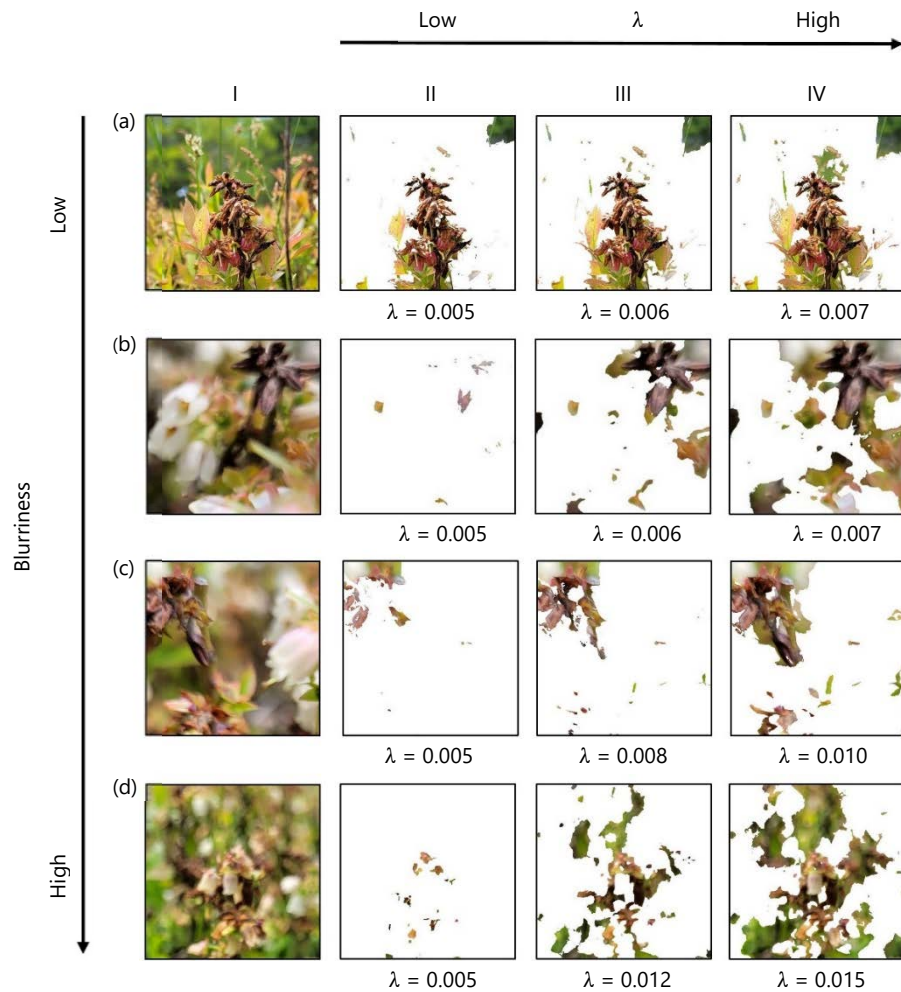 Low λ High
I II III IV
(a)
Low
λ = 0.005 λ = 0.006 λ = 0.007
(b)
λ = 0.005 λ = 0.006 λ = 0.007
Blurriness
(c)
λ = 0.005 λ = 0.008 λ = 0.010
(d)
High
λ = 0.005 λ = 0.012 λ = 0.015